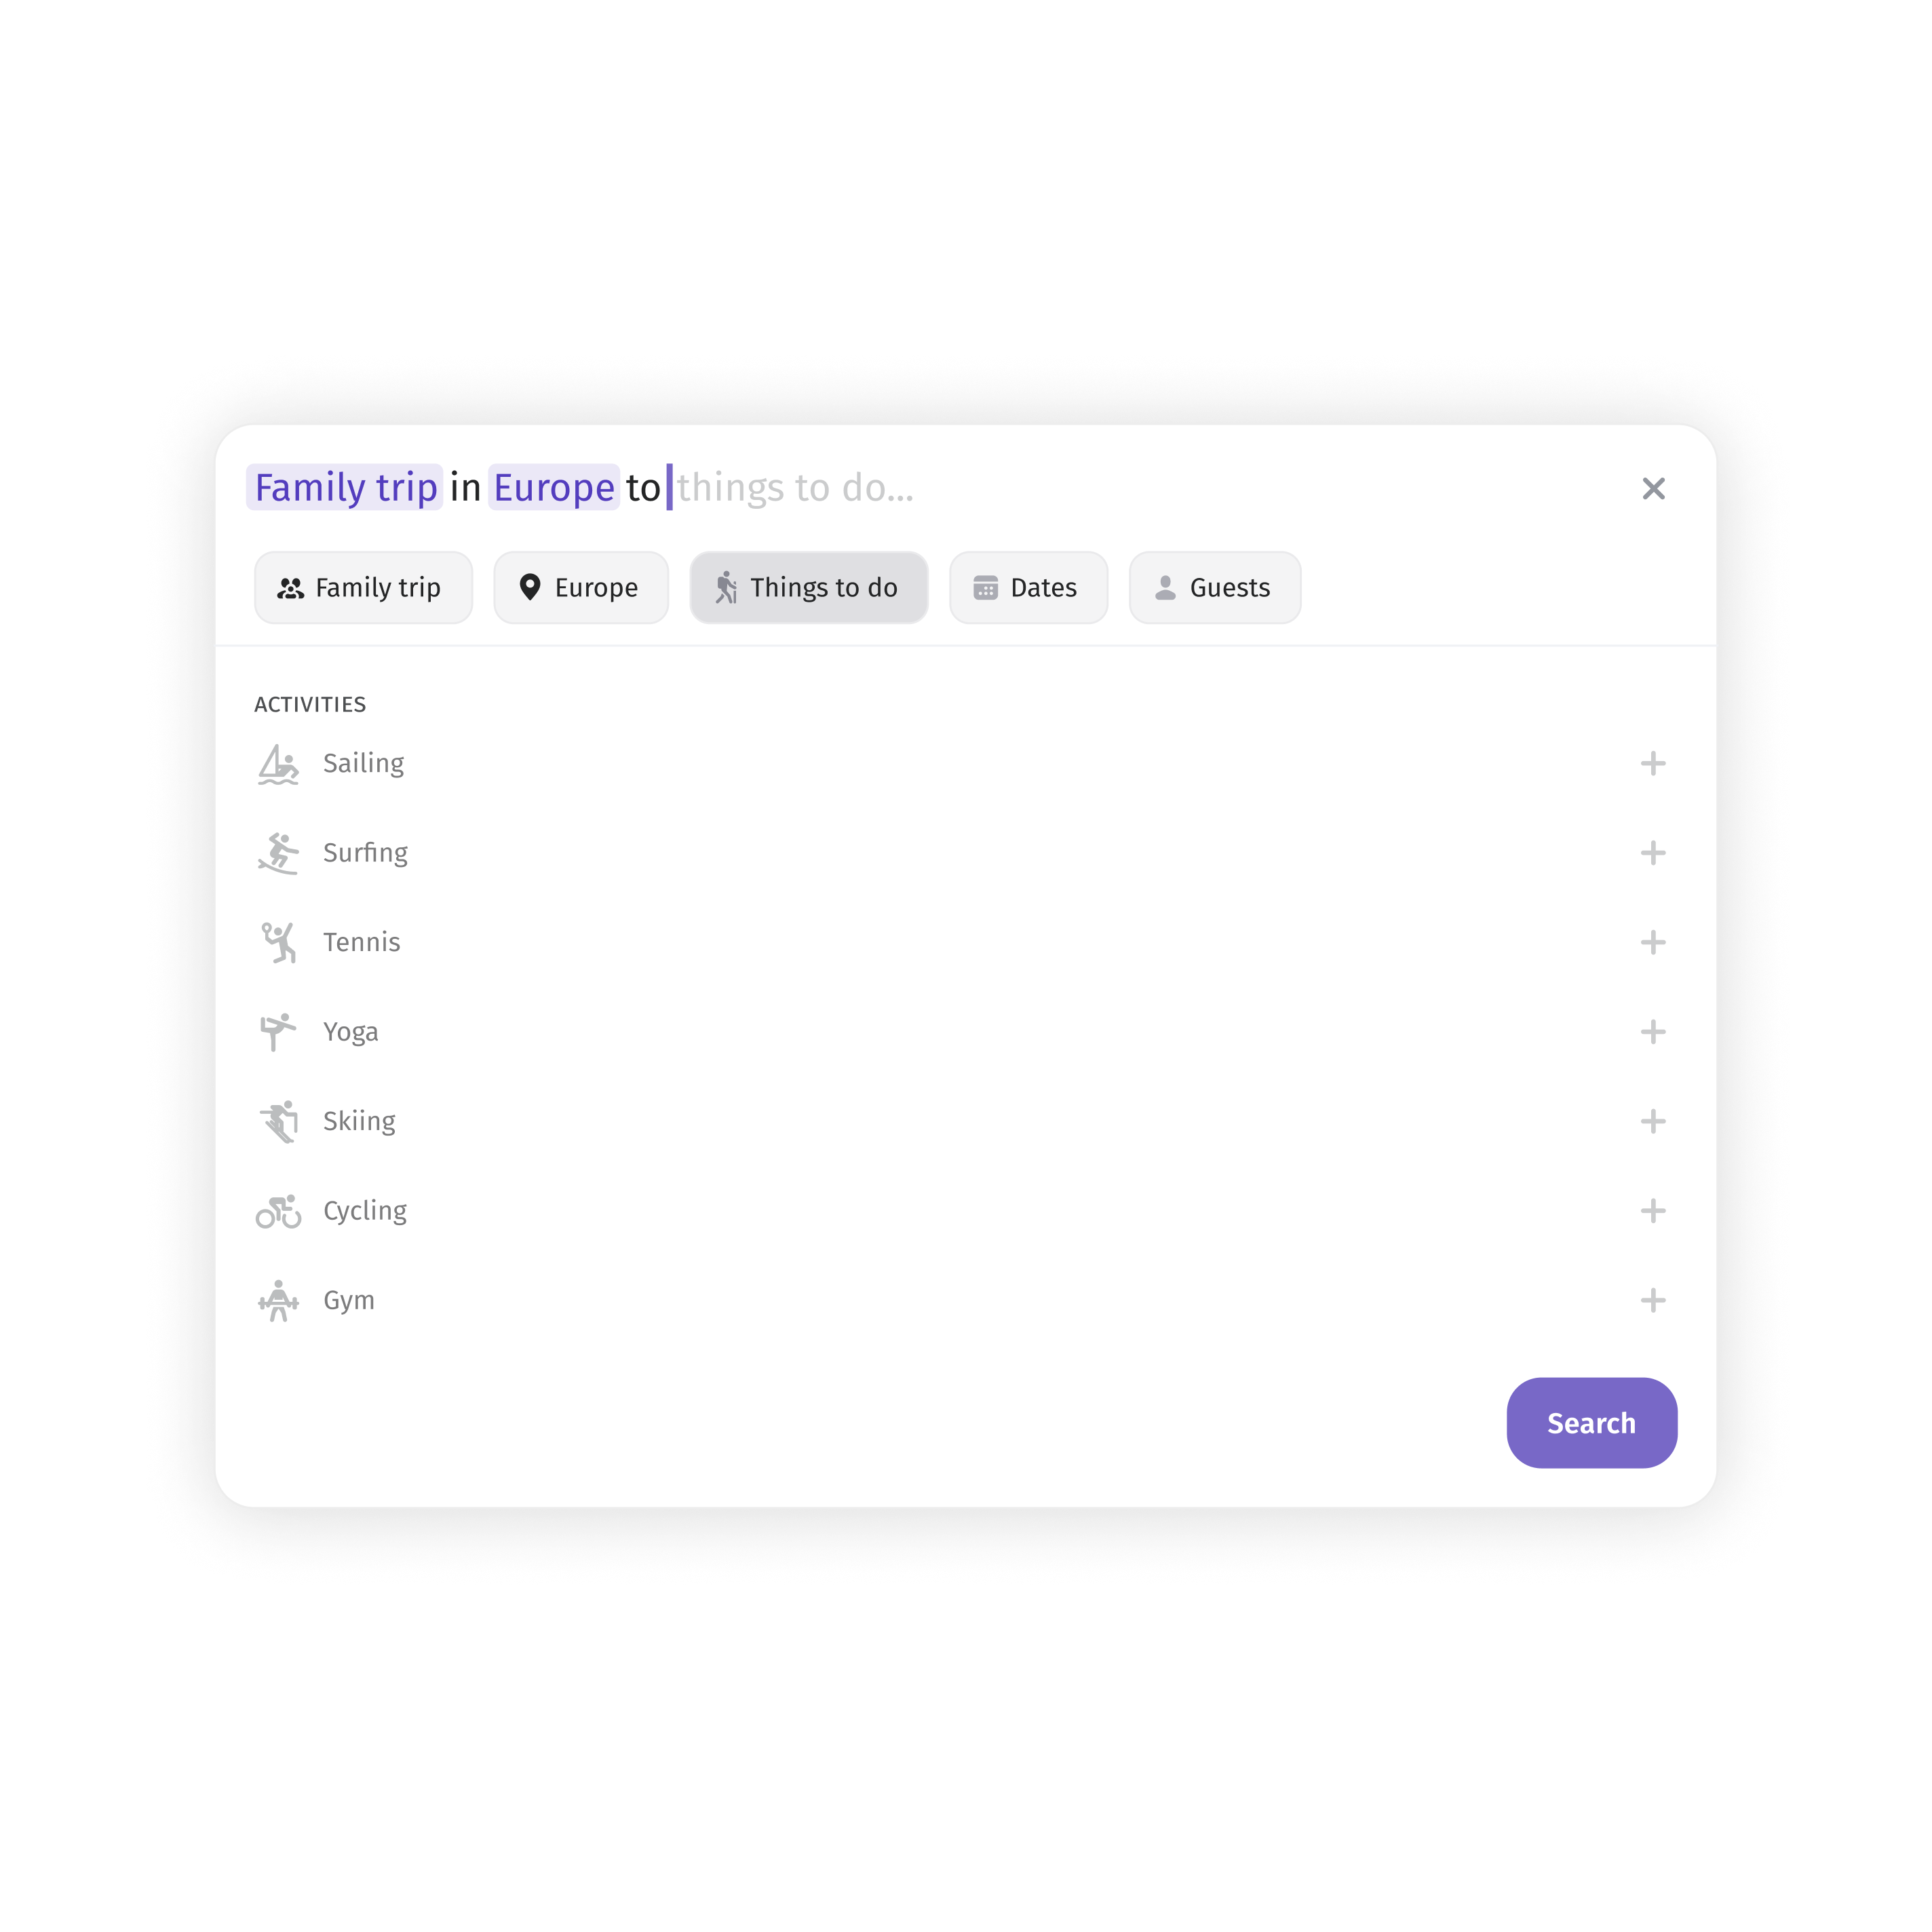 Family trip in Europe to things to do...
Family trip Europe Things to do Dates Guests
ACTIVITIES
Sailing
Surfing
Tennis
Yoga
Skiing
Cycling
Gym
Search